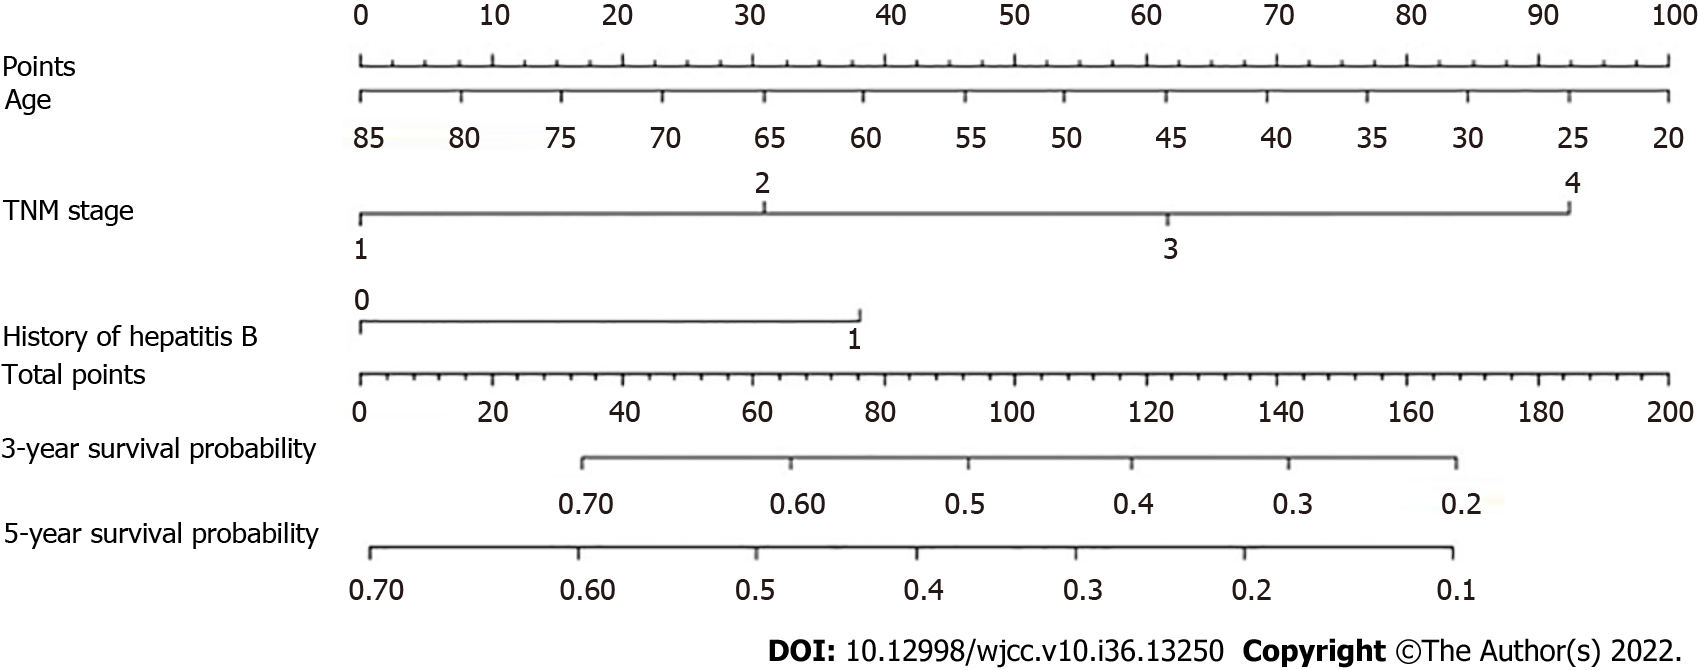 0 10 20 30 40 50 60 70 80 90 100
Points
Age
85 80 75 70 65 60 55 50 45 40 35 30 25 20
2 4
TNM stage
1 3
0
History of hepatitis B 1
Total points
0 20 40 60 80 100 120 140 160 180 200
3-year survival probability
0.70 0.60 0.5 0.4 0.3 0.2
5-year survival probability
0.70 0.60 0.5 0.4 0.3 0.2 0.1
DOI: 10.12998/wjcc.v10.i36.13250 Copyright ©The Author(s) 2022.